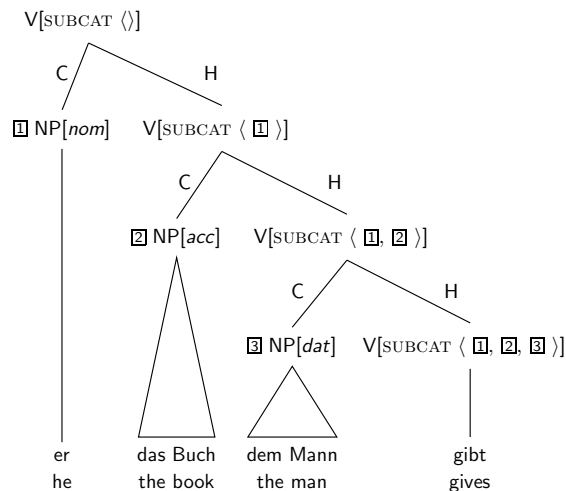 V[SUBCAT ⟨⟩]
C H
1 NP[nom] V[SUBCAT ⟨ 1 ⟩]
C H
2 NP[acc] V[SUBCAT ⟨ 1, 2 ⟩]
C H
3 NP[dat] V[SUBCAT ⟨ 1, 2, 3 ⟩]
er das Buch dem Mann gibt
he the book the man gives